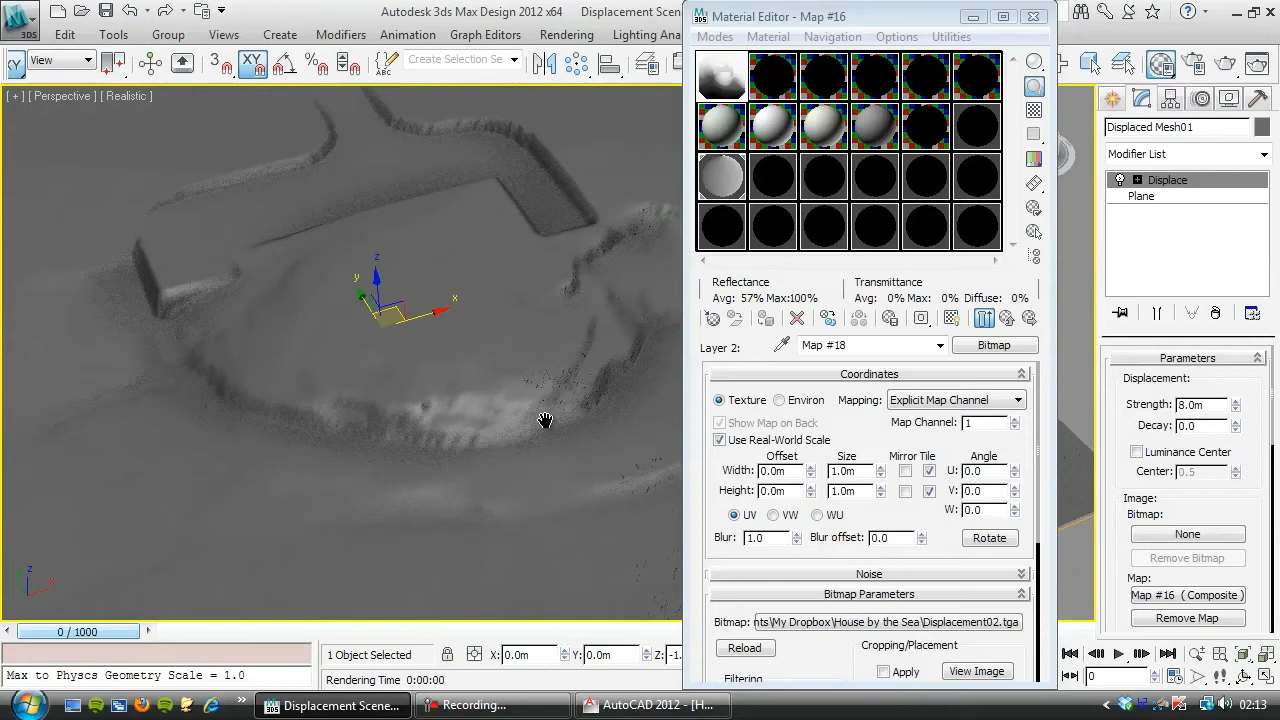 Autodesk 3ds Max Design 2012 x64
Displacement Scen
Material Editor - Map #16
Edit
Tools
Group
Views
Create
Modifiers
Animation
Graph Editors
Rendering
Lighting Ana
Modes
Material
Navigation
Options
Utilities
View
3
XY
%
Create Selection Se
[ + ] [ Perspective ] [ Realistic ]
Displaced Mesh01
Modifier List
Displace
Plane
Reflectance
Transmittance
Avg: 57% Max:100%
Avg: 0% Max: 0% Diffuse: 0%
Layer 2:
Map #18
Bitmap
Coordinates
Texture
Environ
Mapping:
Explicit Map Channel
Show Map on Back
Map Channel:
1
Use Real-World Scale
Offset
Size
Mirror Tile
Angle
Width:
0.0m
1.0m
U:
0.0
Height:
0.0m
1.0m
V:
0.0
W:
0.0
UV
VW
WU
Blur:
1.0
Blur offset:
0.0
Rotate
Noise
Bitmap Parameters
Bitmap:
nts\My Dropbox\House by the Sea\Displacement02.tga
Reload
Cropping/Placement
Apply
View Image
Filtering
Parameters
Displacement:
Strength:
8.0m
Decay:
0.0
Luminance Center
Center:
0.5
Image:
Bitmap:
None
Remove Bitmap
Map:
Map #16 ( Composite )
Remove Map
z
y
x
z
x
0 / 1000
1 Object Selected
X:
0.0m
Y:
0.0m
Z:
-1.
Max to Physcs Geometry Scale = 1.0
Rendering Time 0:00:00
0
Displacement Scene...
Recording...
AutoCAD 2012 - [H...
02:13